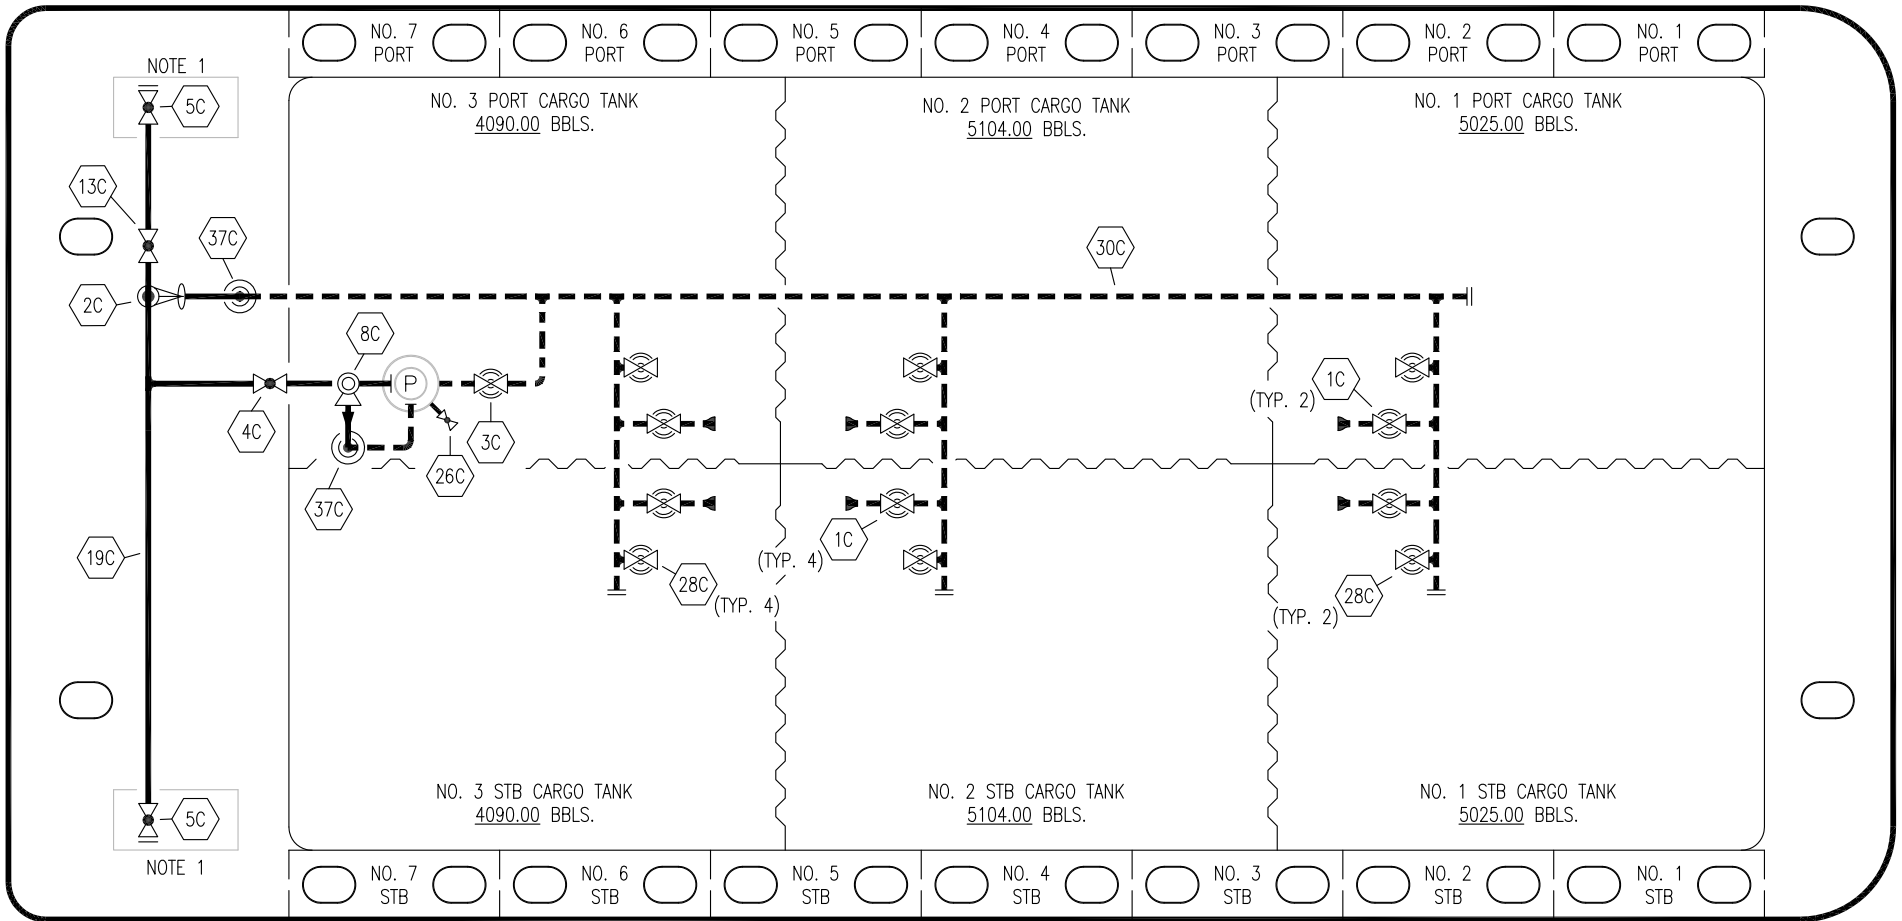 NO. 7
PORT
NO. 6
PORT
NO. 5
PORT
NO. 4
PORT
NO. 3
PORT
NO. 2
PORT
NO. 1
PORT
NOTE 1
5C
NO. 3 PORT CARGO TANK
4090.00 BBLS.
NO. 2 PORT CARGO TANK
5104.00 BBLS.
NO. 1 PORT CARGO TANK
5025.00 BBLS.
13C
37C
30C
2C
8C
P
1C
(TYP. 2)
4C
3C
26C
37C
19C
1C
(TYP. 4)
28C
(TYP. 4)
28C
(TYP. 2)
NO. 3 STB CARGO TANK
4090.00 BBLS.
NO. 2 STB CARGO TANK
5104.00 BBLS.
NO. 1 STB CARGO TANK
5025.00 BBLS.
5C
NOTE 1
NO. 7
STB
NO. 6
STB
NO. 5
STB
NO. 4
STB
NO. 3
STB
NO. 2
STB
NO. 1
STB